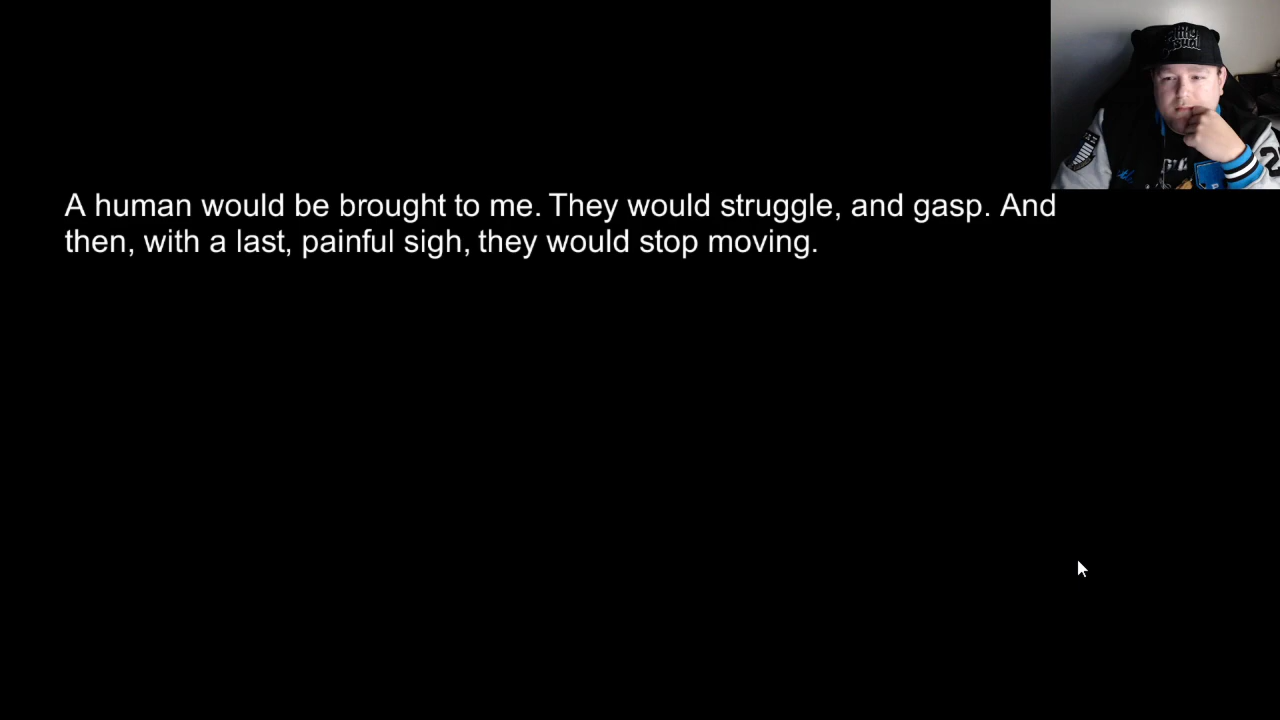 A human would be brought to me. They would struggle, and gasp. And
then, with a last, painful sigh, they would stop moving.